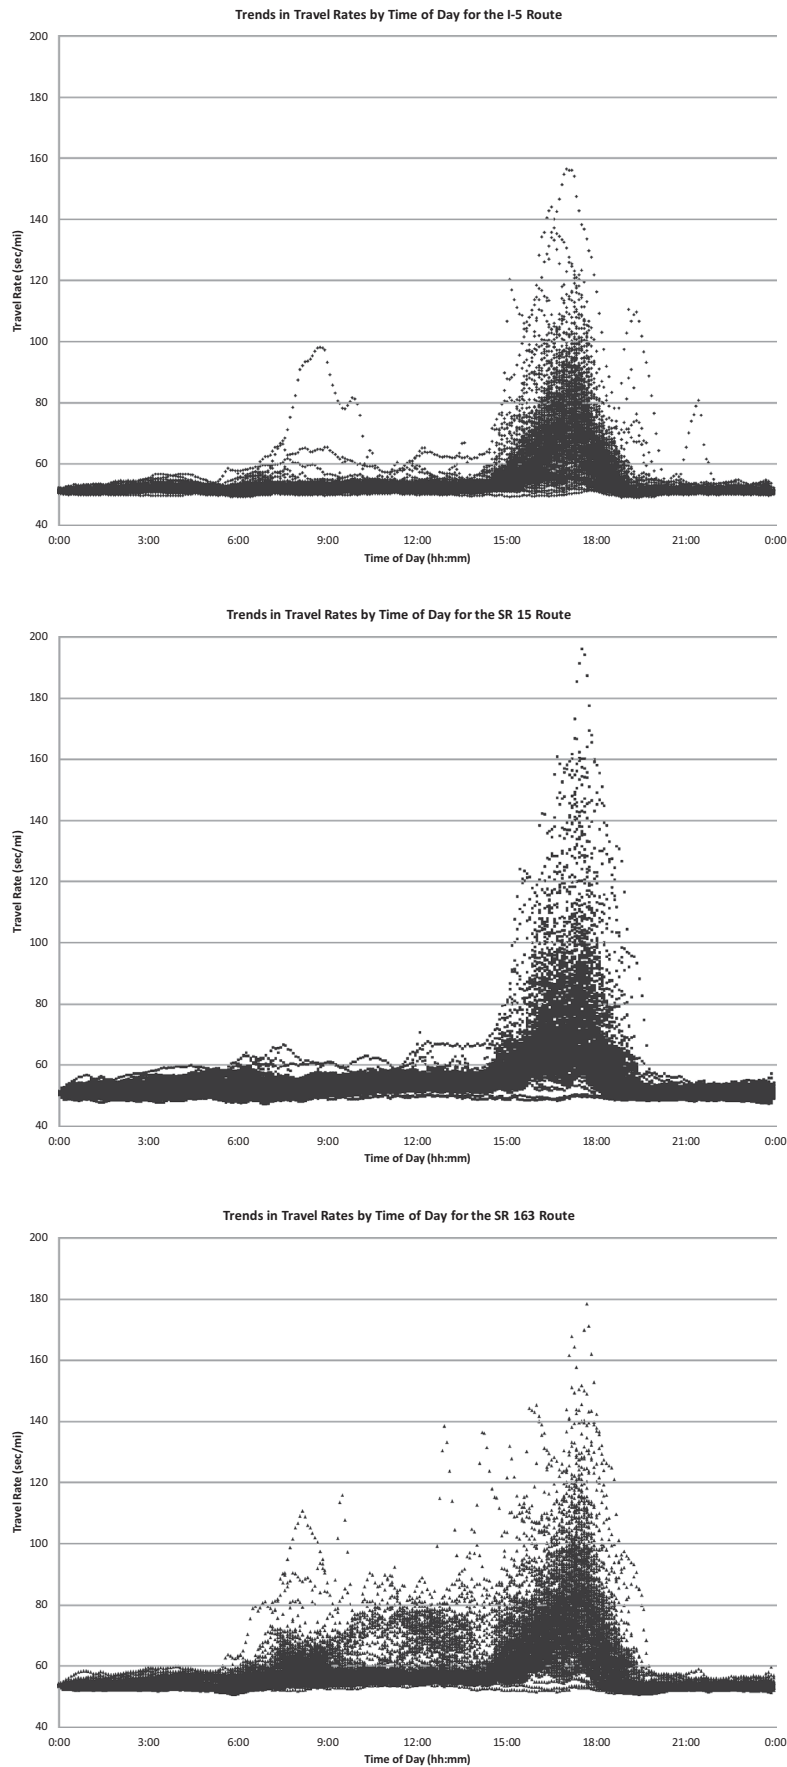 Trends in Travel Rates by Time of Day for the I-5 Route
200
180
160
140
120
100
80
60
40
Travel Rate (sec/mi)
0:00 3:00 6:00 9:00 12:00 15:00 18:00 21:00 0:00
Time of Day (hh:mm)
Trends in Travel Rates by Time of Day for the SR 15 Route
200
180
160
140
120
100
80
60
40
Travel Rate (sec/mi)
0:00 3:00 6:00 9:00 12:00 15:00 18:00 21:00 0:00
Time of Day (hh:mm)
Trends in Travel Rates by Time of Day for the SR 163 Route
200
180
160
140
120
100
80
60
40
Travel Rate (sec/mi)
0:00 3:00 6:00 9:00 12:00 15:00 18:00 21:00 0:00
Time of Day (hh:mm)